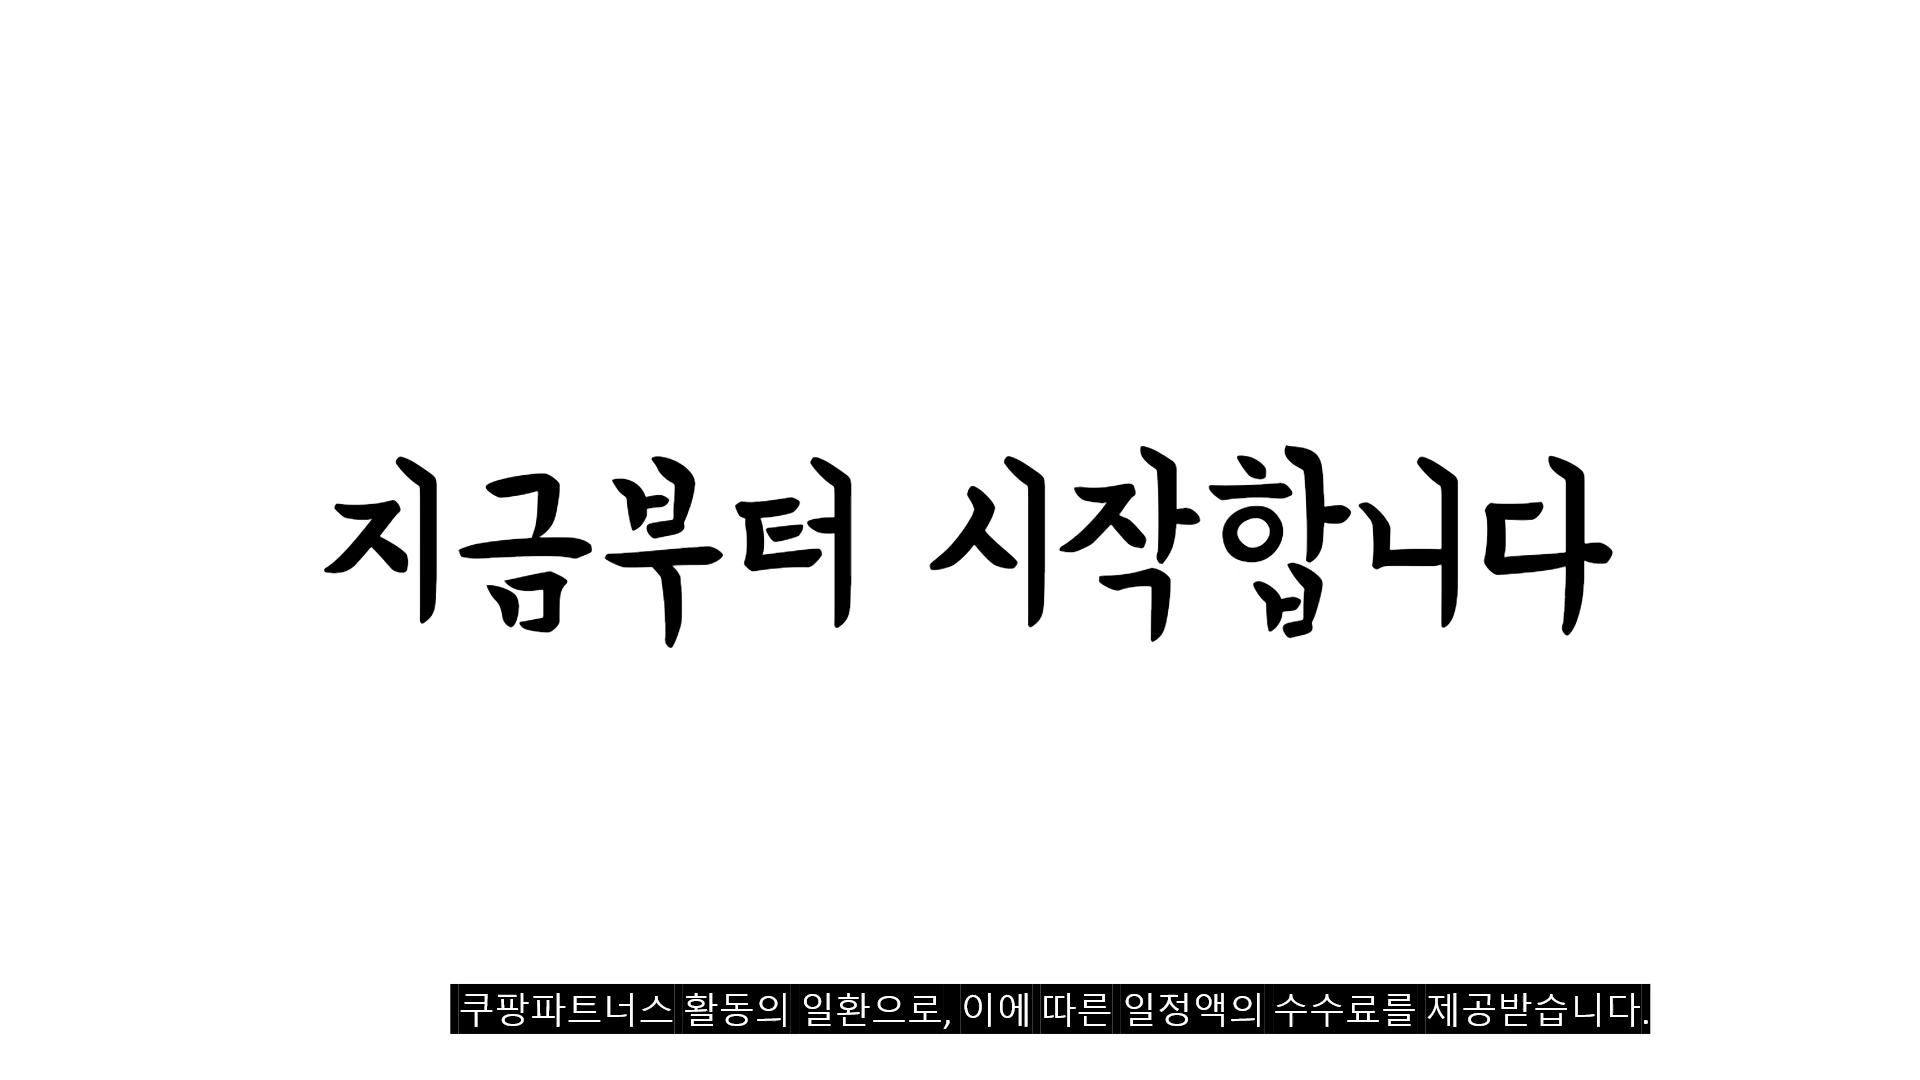 지금부터 시작합니다
쿠팡파트너스 활동의 일환으로, 이에 따른 일정액의 수수료를 제공받습니다.